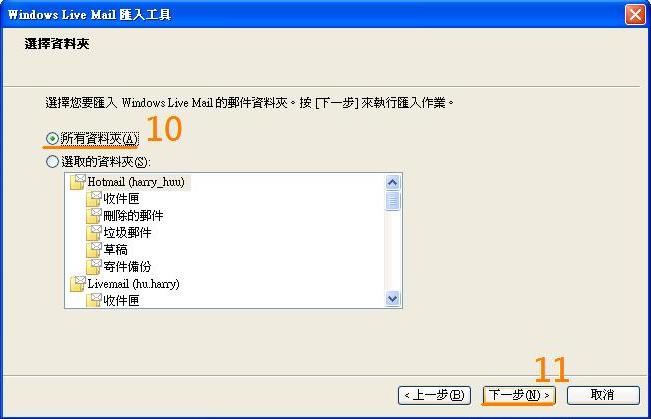 Windows Live Mail 匯入工具
選擇資料夾
選擇您要匯入 Windows Live Mail 的郵件資料夾。按 [下一步] 來執行匯入作業。
所有資料夾(A) 10
選取的資料夾(S):
Hotmail (harry_huu)
收件匣
刪除的郵件
垃圾郵件
草稿
寄件備份
Livemail (hu.harry)
收件匣
11
< 上一步(B) 下一步(N) > 取消